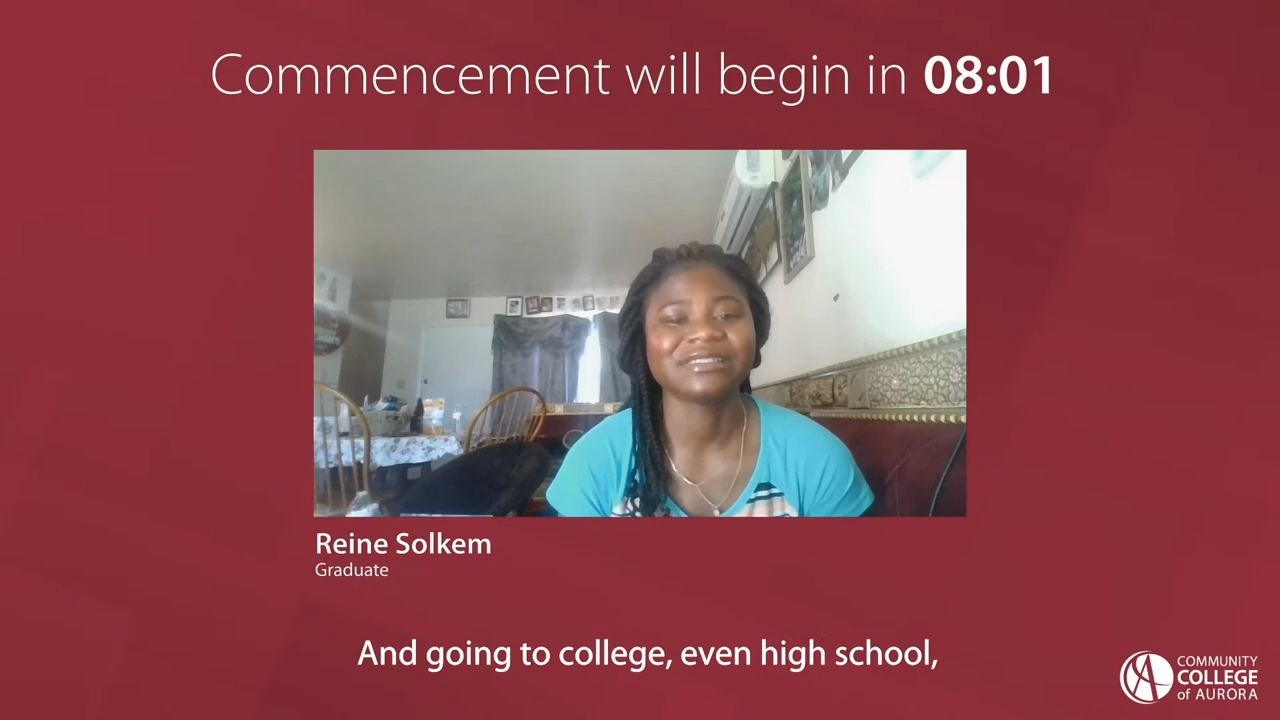 Commencement will begin in 08:01
Reine Solkem
Graduate
And going to college, even high school,
COMMUNITY
COLLEGE
of AURORA